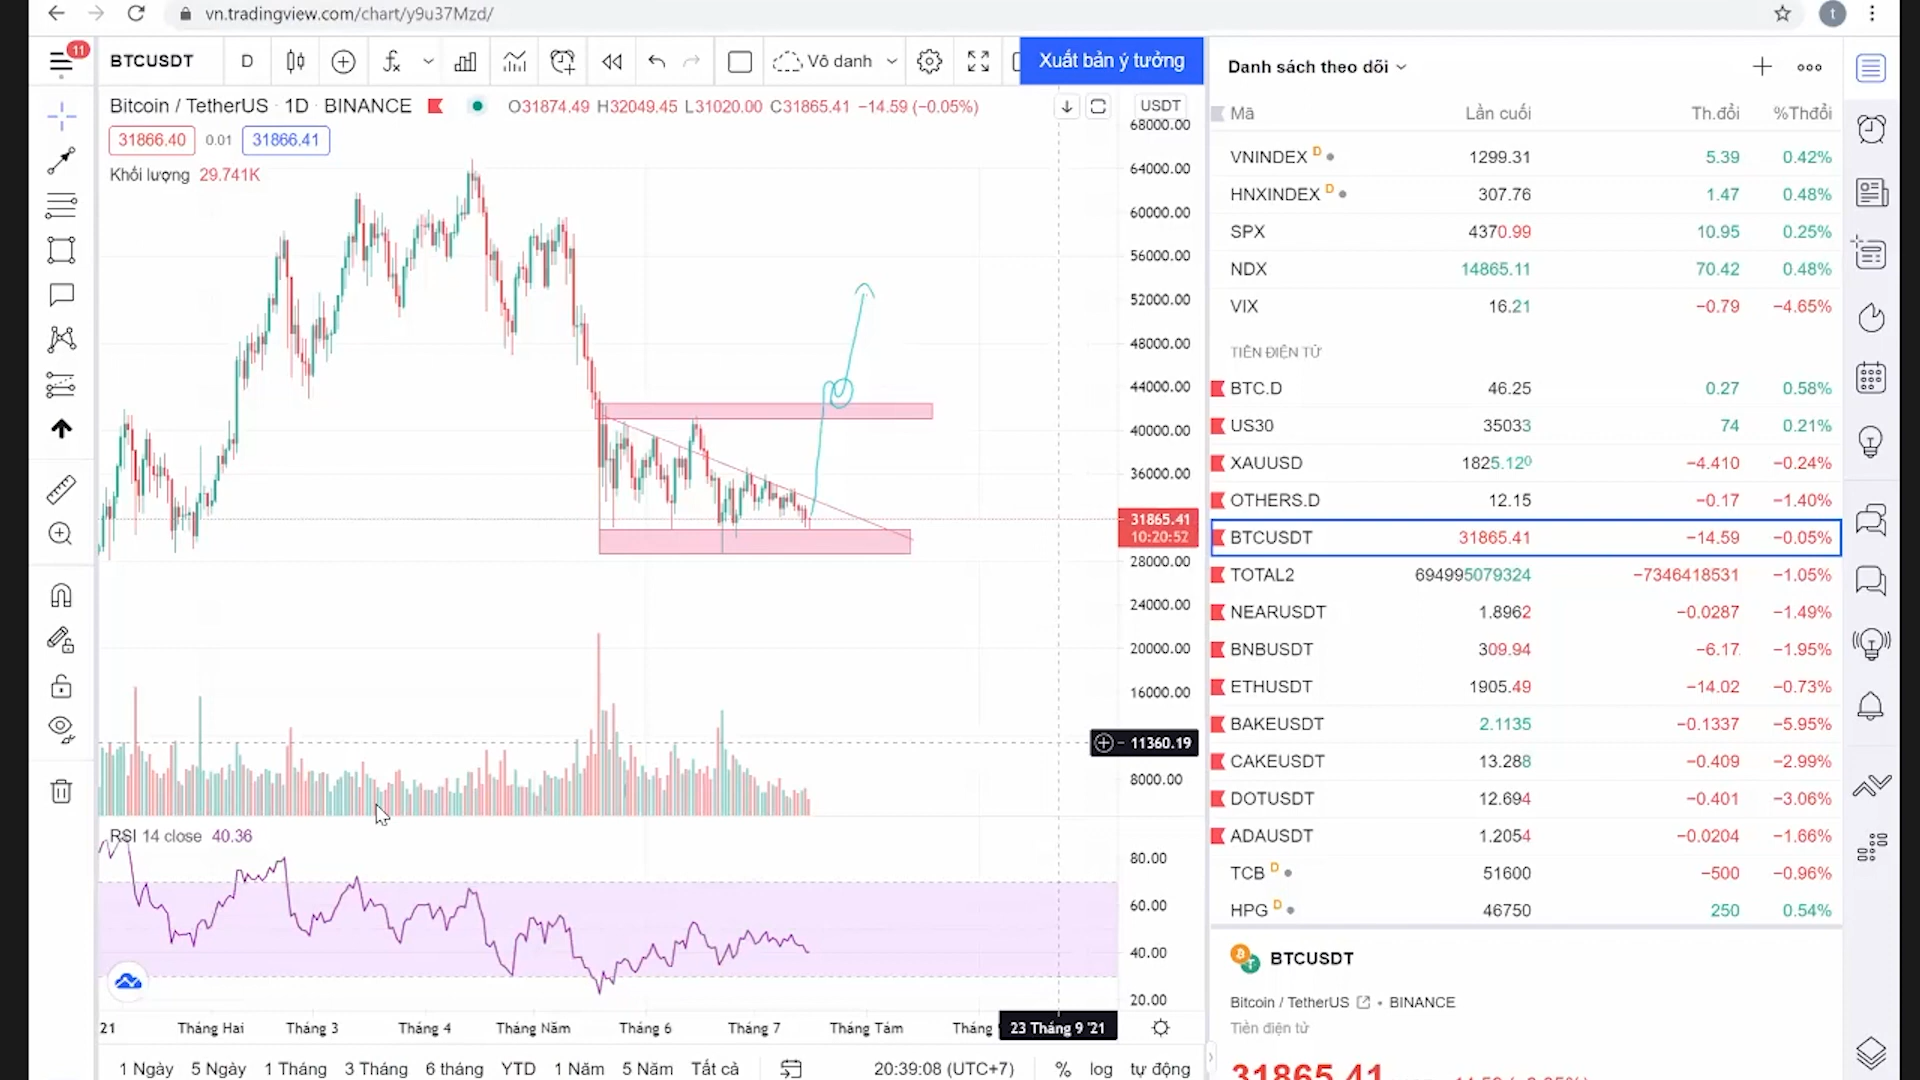 vn.tradingview.com/chart/y9u37Mzd/
t
11
BTCUSDT
D
Vô danh
Xuất bản ý tưởng
Bitcoin / TetherUS · 1D · BINANCE
O31874.49 H32049.45 L31020.00 C31865.41 −14.59 (−0.05%)
31866.40 0.01 31866.41
Khối lượng 29.741K
USDT
68000.00
64000.00
60000.00
56000.00
52000.00
48000.00
44000.00
40000.00
36000.00
31865.41
10:20:52
28000.00
24000.00
20000.00
16000.00
11360.19
8000.00
RSI 14 close 40.36
80.00
60.00
40.00
20.00
21 Tháng Hai Tháng 3 Tháng 4 Tháng Năm Tháng 6 Tháng 7 Tháng Tám Tháng 23 Tháng 9 '21
1 Ngày 5 Ngày 1 Tháng 3 Tháng 6 tháng YTD 1 Năm 5 Năm Tất cả 20:39:08 (UTC+7) % log tự động
Danh sách theo dõi
Mã Lần cuối Th.đổi %Thđổi
VNINDEX D 1299.31 5.39 0.42%
HNXINDEX D 307.76 1.47 0.48%
SPX 4370.99 10.95 0.25%
NDX 14865.11 70.42 0.48%
VIX 16.21 −0.79 −4.65%
TIỀN ĐIỆN TỬ
BTC.D 46.25 0.27 0.58%
US30 35033 74 0.21%
XAUUSD 1825.120 −4.410 −0.24%
OTHERS.D 12.15 −0.17 −1.40%
BTCUSDT 31865.41 −14.59 −0.05%
TOTAL2 694995079324 −7346418531 −1.05%
NEARUSDT 1.8962 −0.0287 −1.49%
BNBUSDT 309.94 −6.17 −1.95%
ETHUSDT 1905.49 −14.02 −0.73%
BAKEUSDT 2.1135 −0.1337 −5.95%
CAKEUSDT 13.288 −0.409 −2.99%
DOTUSDT 12.694 −0.401 −3.06%
ADAUSDT 1.2054 −0.0204 −1.66%
TCB D 51600 −500 −0.96%
HPG D 46750 250 0.54%
BTCUSDT
Bitcoin / TetherUS • BINANCE
Tiền điện tử
31865.41